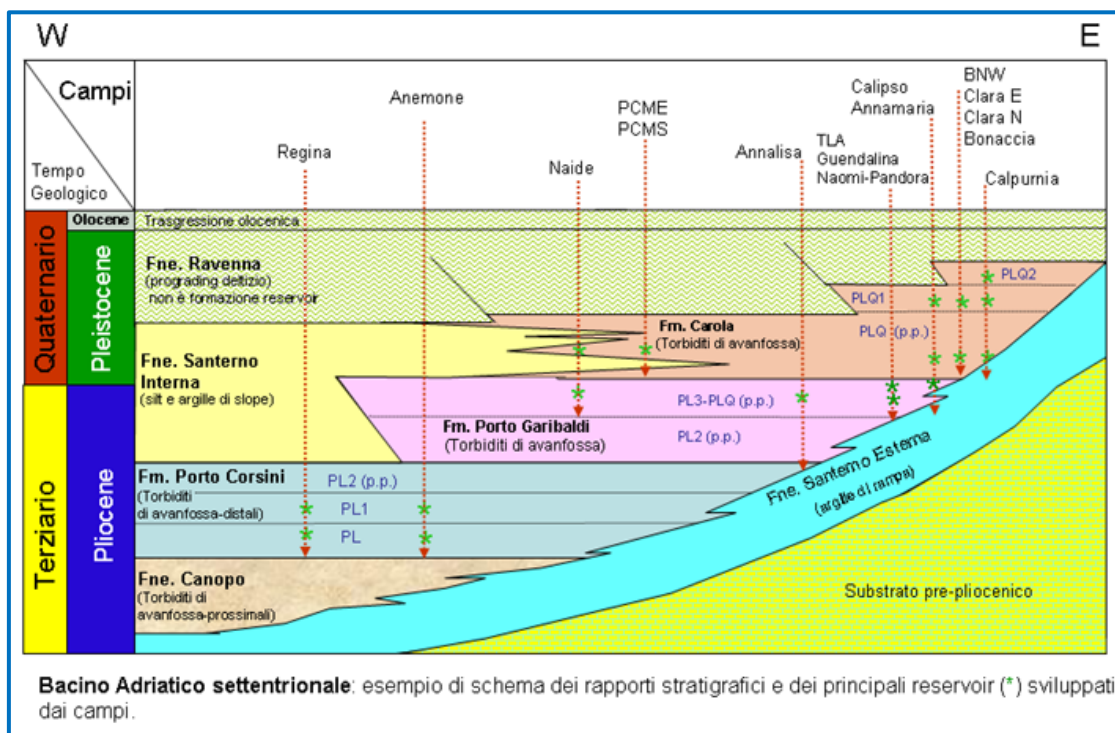 W
E
Campi
Tempo
Geologico
Regina
Anemone
Naide
PCME
PCMS
Annalisa
TLA
Guendalina
Naomi-Pandora
Calipso
Annamaria
BNW
Clara E
Clara N
Bonaccia
Calpurnia
Quaternario
Terziario
Olocene
Pleistocene
Pliocene
Trasgressione olocenica
Fne. Ravenna
(prograding deltizio)
non è formazione reservoir
PLQ2
PLQ1
PLQ (p.p.)
Fm. Carola
(Torbiditi di avanfossa)
Fne. Santerno
Interna
(silt e argille di slope)
PL3-PLQ (p.p.)
Fm. Porto Garibaldi
(Torbiditi di avanfossa)
PL2 (p.p.)
Fm. Porto Corsini
(Torbiditi
di avanfossa-distali)
PL2 (p.p.)
PL1
PL
Fne. Santerno Esterna
(argille di rampa)
Fne. Canopo
(Torbiditi di
avanfossa-prossimali)
Substrato pre-pliocenico
Bacino Adriatico settentrionale: esempio di schema dei rapporti stratigrafici e dei principali reservoir (*) sviluppati
dai campi.